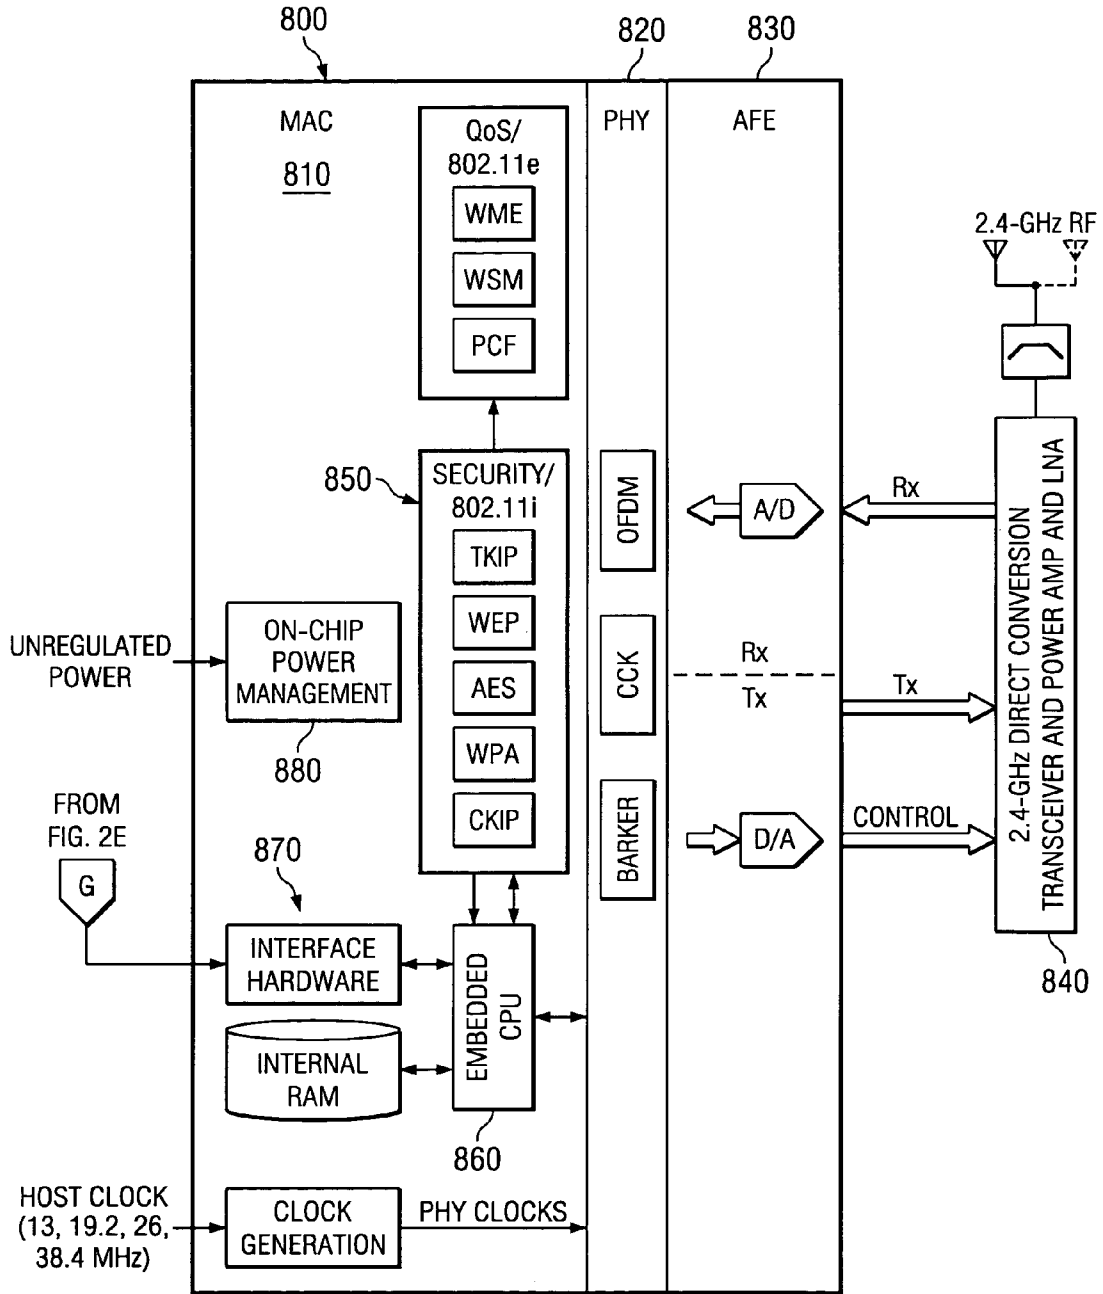 800
820
830
MAC
810
QoS/
802.11e
WME
WSM
PCF
PHY
AFE
2.4-GHz RF
850
SECURITY/
802.11i
TKIP
WEP
AES
WPA
CKIP
OFDM
CCK
BARKER
A/D
Rx
Rx
Tx
Tx
D/A
CONTROL
2.4-GHz DIRECT CONVERSION
TRANSCEIVER AND POWER AMP AND LNA
840
UNREGULATED
POWER
ON-CHIP
POWER
MANAGEMENT
880
FROM
FIG. 2E
G
870
INTERFACE
HARDWARE
INTERNAL
RAM
EMBEDDED
CPU
860
HOST CLOCK
(13, 19.2, 26,
38.4 MHz)
CLOCK
GENERATION
PHY CLOCKS